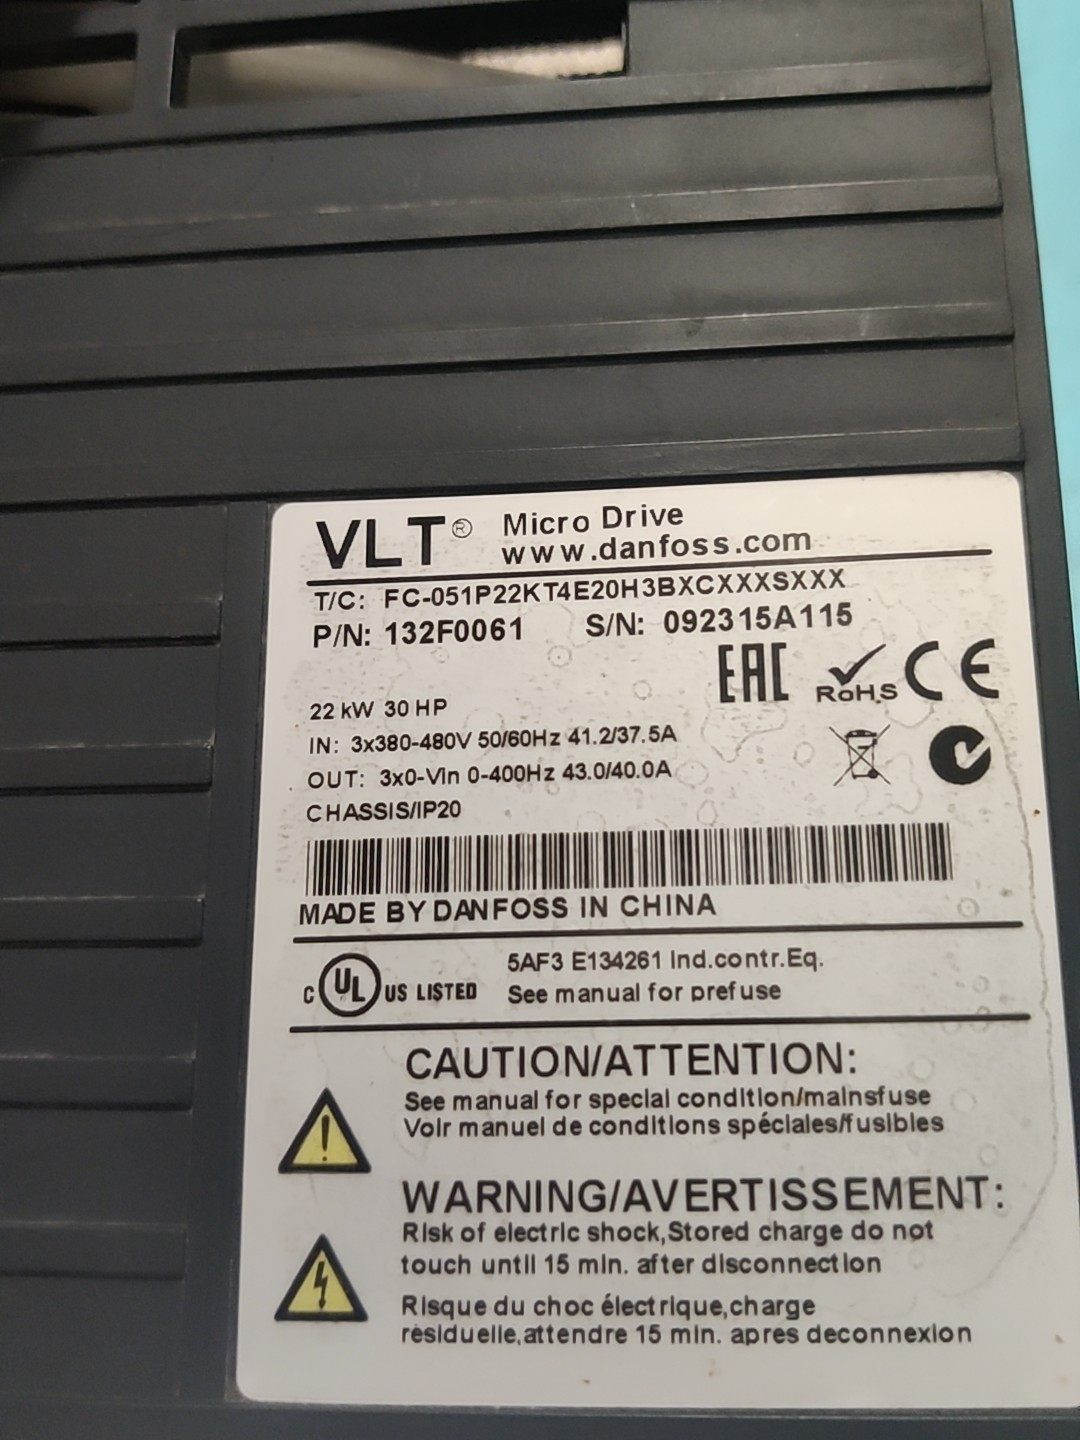 VLT® Micro Drive
www.danfoss.com
T/C: FC-051P22KT4E20H3BXCXXXSXXX
P/N: 132F0061 S/N: 092315A115
EAC RoHS CE
22 kW 30 HP
IN: 3x380-480V 50/60Hz 41.2/37.5A
OUT: 3x0-Vin 0-400Hz 43.0/40.0A
CHASSIS/IP20
MADE BY DANFOSS IN CHINA
C UL US LISTED
5AF3 E134261 Ind.contr.Eq.
See manual for prefuse
CAUTION/ATTENTION:
See manual for special condition/mainsfuse
Voir manuel de conditions spéciales/fusibles
WARNING/AVERTISSEMENT:
Risk of electric shock,Stored charge do not
touch until 15 min. after disconnection
Risque du choc électrique,charge
résiduelle,attendre 15 min. apres deconnexion